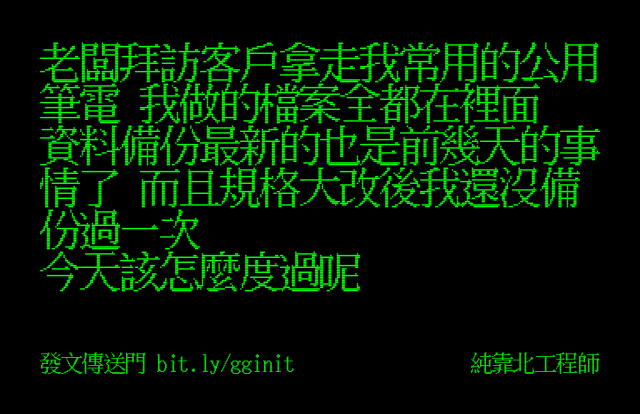 老闆拜訪客戶拿走我常用的公用
筆電 我做的檔案全都在裡面
資料備份最新的也是前幾天的事
情了 而且規格大改後我還沒備
份過一次
今天該怎麼度過呢
發文傳送門 bit.ly/gginit
純靠北工程師